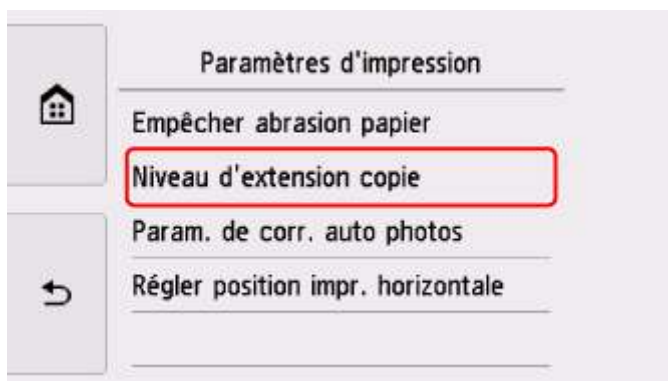 Paramètres d'impression
Empêcher abrasion papier
Niveau d'extension copie
Param. de corr. auto photos
Régler position impr. horizontale